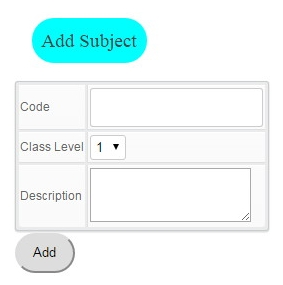 Add Subject
Code
Class Level 1
Description
Add